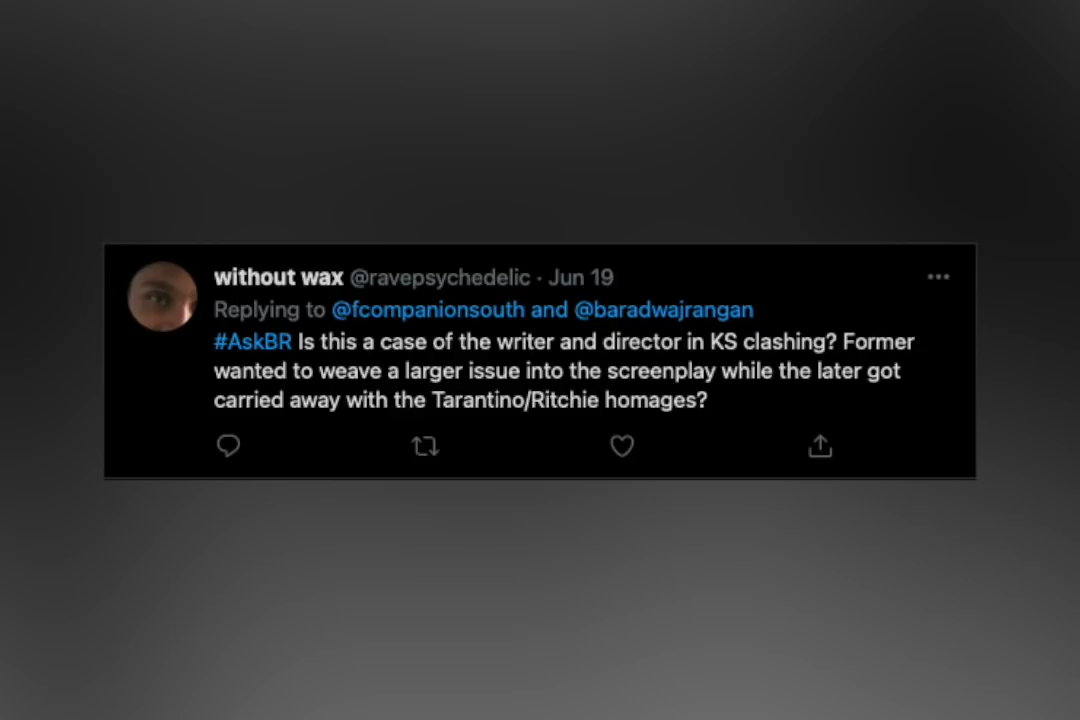 without wax @ravepsychedelic · Jun 19
Replying to @fcompanionsouth and @baradwajrangan
#AskBR Is this a case of the writer and director in KS clashing? Former
wanted to weave a larger issue into the screenplay while the later got
carried away with the Tarantino/Ritchie homages?